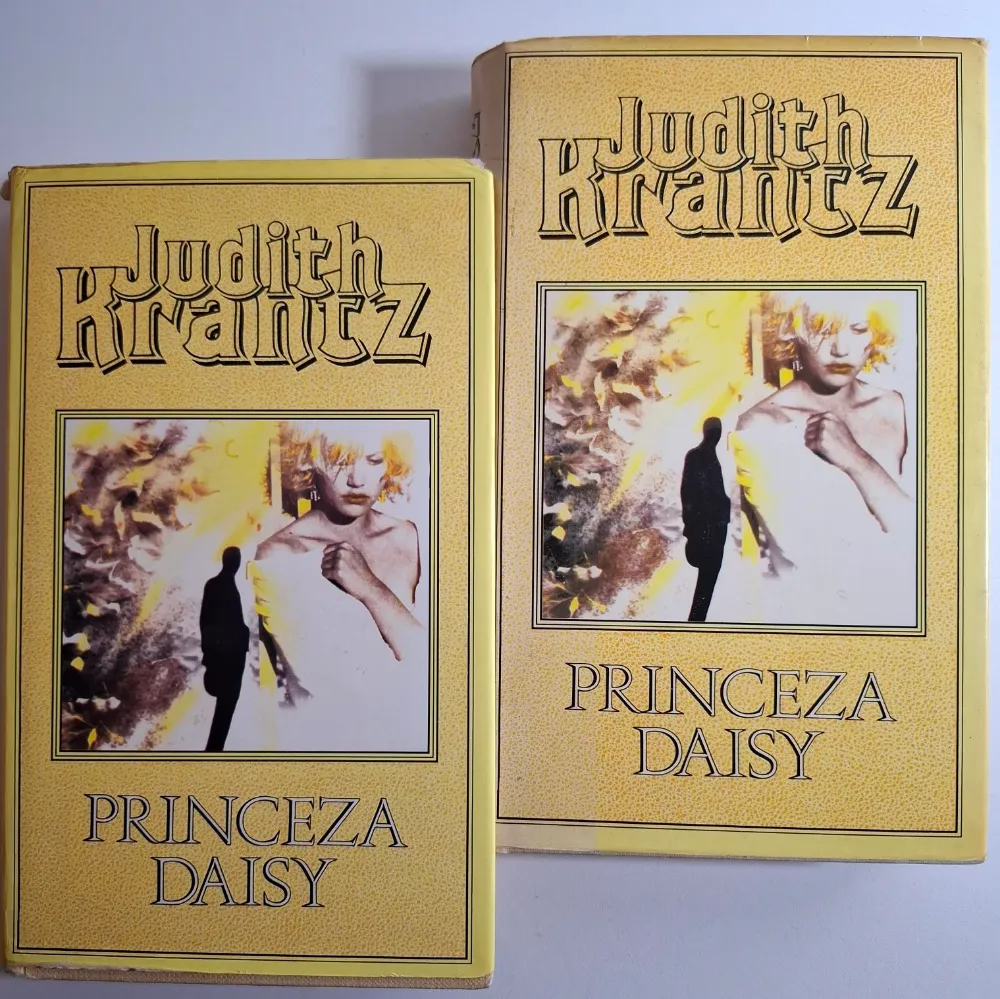 Judith
Krantz
PRINCEZA
DAISY
Judith
Krantz
PRINCEZA
DAISY